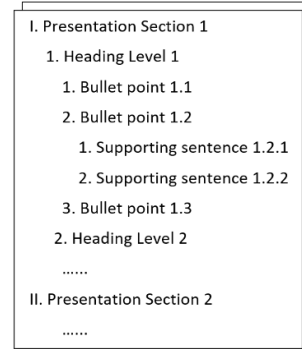 I. Presentation Section 1
1. Heading Level 1
1. Bullet point 1.1
2. Bullet point 1.2
1. Supporting sentence 1.2.1
2. Supporting sentence 1.2.2
3. Bullet point 1.3
2. Heading Level 2
......
II. Presentation Section 2
......